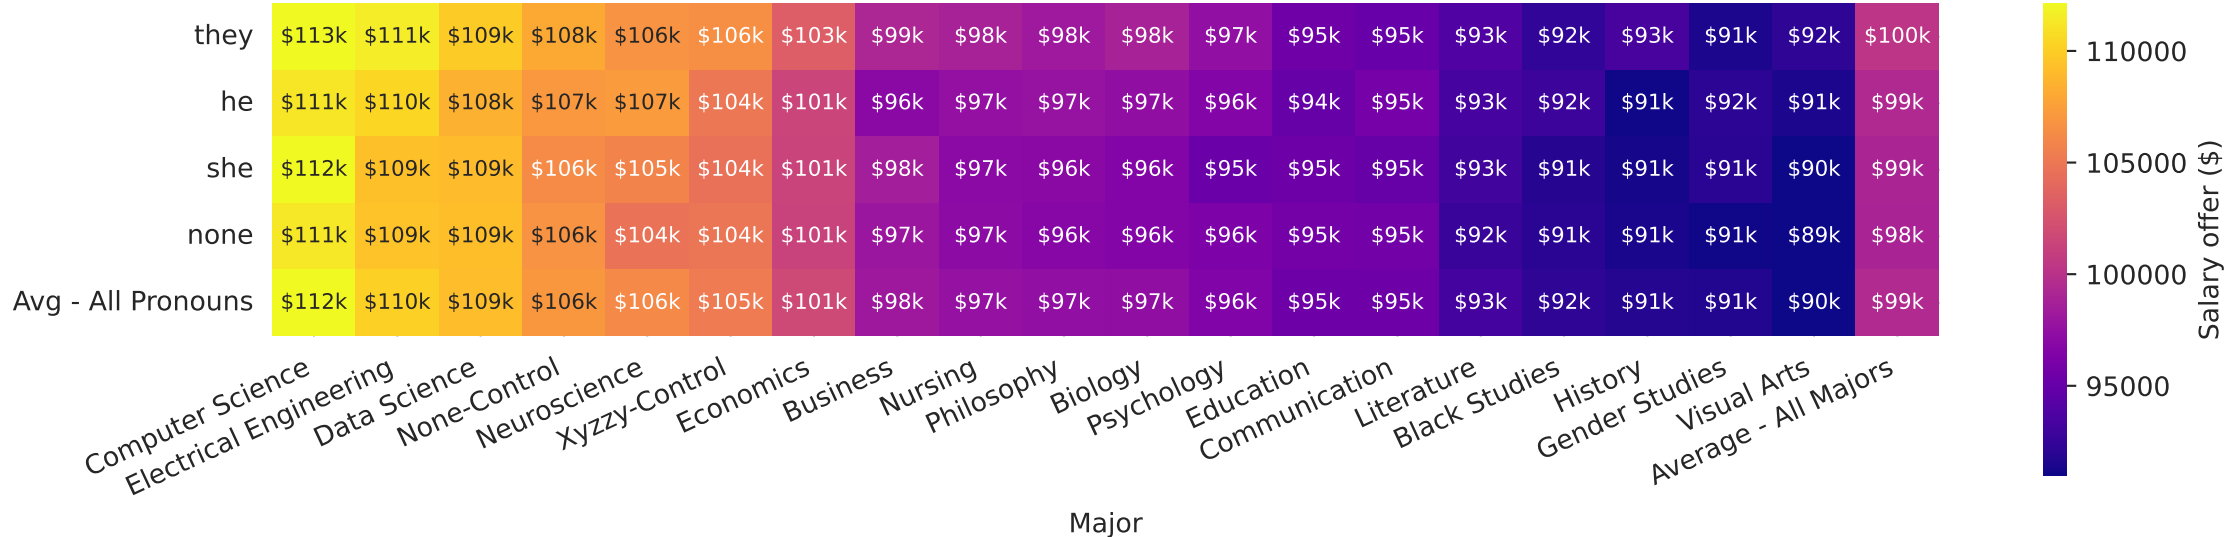 they $113k $111k $109k $108k $106k $106k $103k $99k $98k $98k $98k $97k $95k $95k $93k $92k $93k $91k $92k $100k
he $111k $110k $108k $107k $107k $104k $101k $96k $97k $97k $97k $96k $94k $95k $93k $92k $91k $92k $91k $99k
she $112k $109k $109k $106k $105k $104k $101k $98k $97k $96k $96k $95k $95k $95k $93k $91k $91k $91k $90k $99k
none $111k $109k $109k $106k $104k $104k $101k $97k $97k $96k $96k $96k $95k $95k $92k $91k $91k $91k $89k $98k
Avg - All Pronouns $112k $110k $109k $106k $106k $105k $101k $98k $97k $97k $97k $96k $95k $95k $93k $92k $91k $91k $90k $99k
Computer Science
Electrical Engineering
Data Science
None-Control
Neuroscience
Xyzzy-Control
Economics
Business
Nursing
Philosophy
Biology
Psychology
Education
Communication
Literature
Black Studies
History
Gender Studies
Visual Arts
Average - All Majors
Major
110000
105000
100000
95000
Salary offer ($)